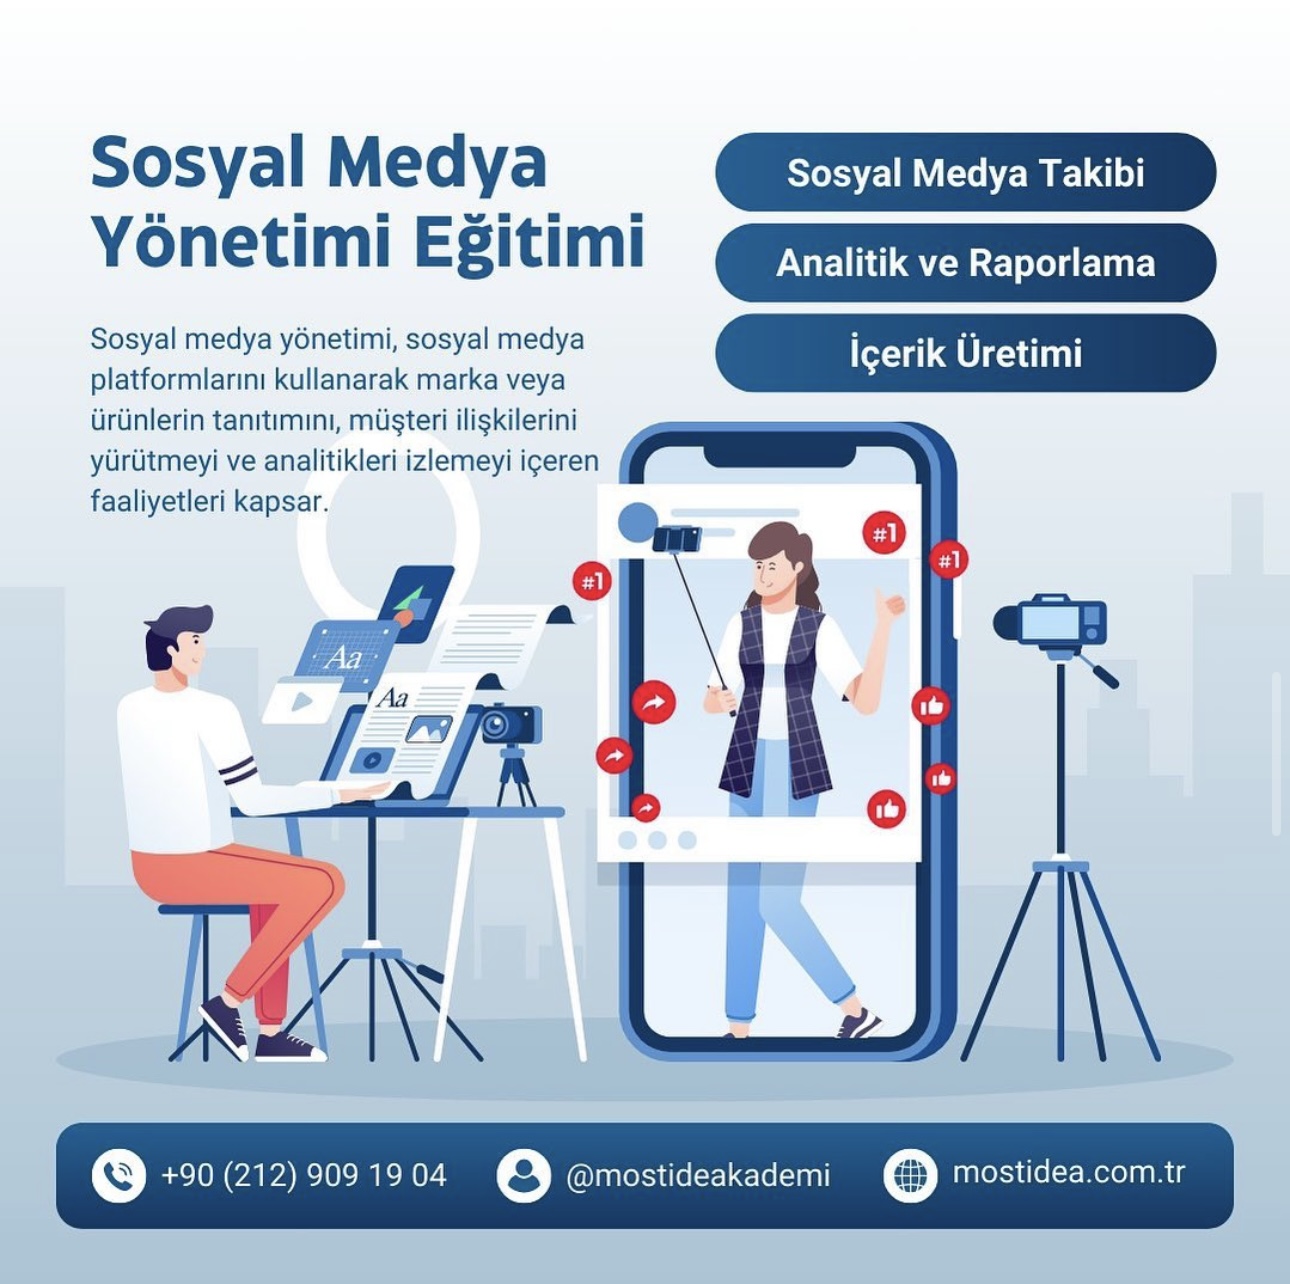 Sosyal Medya
Yönetimi Eğitimi
Sosyal medya yönetimi, sosyal medya
platformlarını kullanarak marka veya
ürünlerin tanıtımını, müşteri ilişkilerini
yürütmeyi ve analitikleri izlemeyi içeren
faaliyetleri kapsar.
Sosyal Medya Takibi
Analitik ve Raporlama
İçerik Üretimi
#1
#1
#1
Aa
Aa
+90 (212) 909 19 04
@mostideakademi
mostidea.com.tr